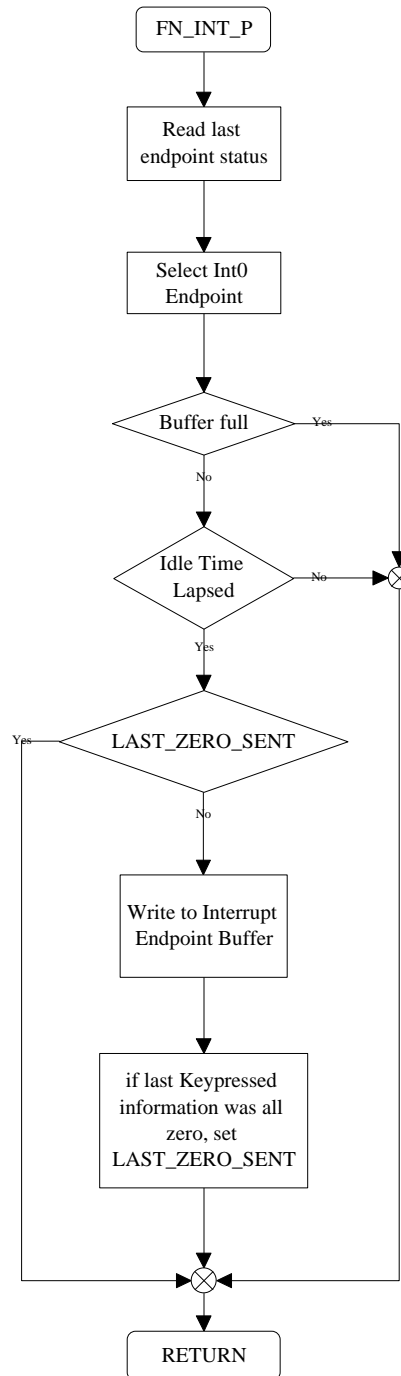 FN_INT_P
Read last
endpoint status
Select Int0
Endpoint
Buffer full
Yes
No
Idle Time
Lapsed
No
Yes
LAST_ZERO_SENT
Yes
No
Write to Interrupt
Endpoint Buffer
if last Keypressed
information was all
zero, set
LAST_ZERO_SENT
RETURN